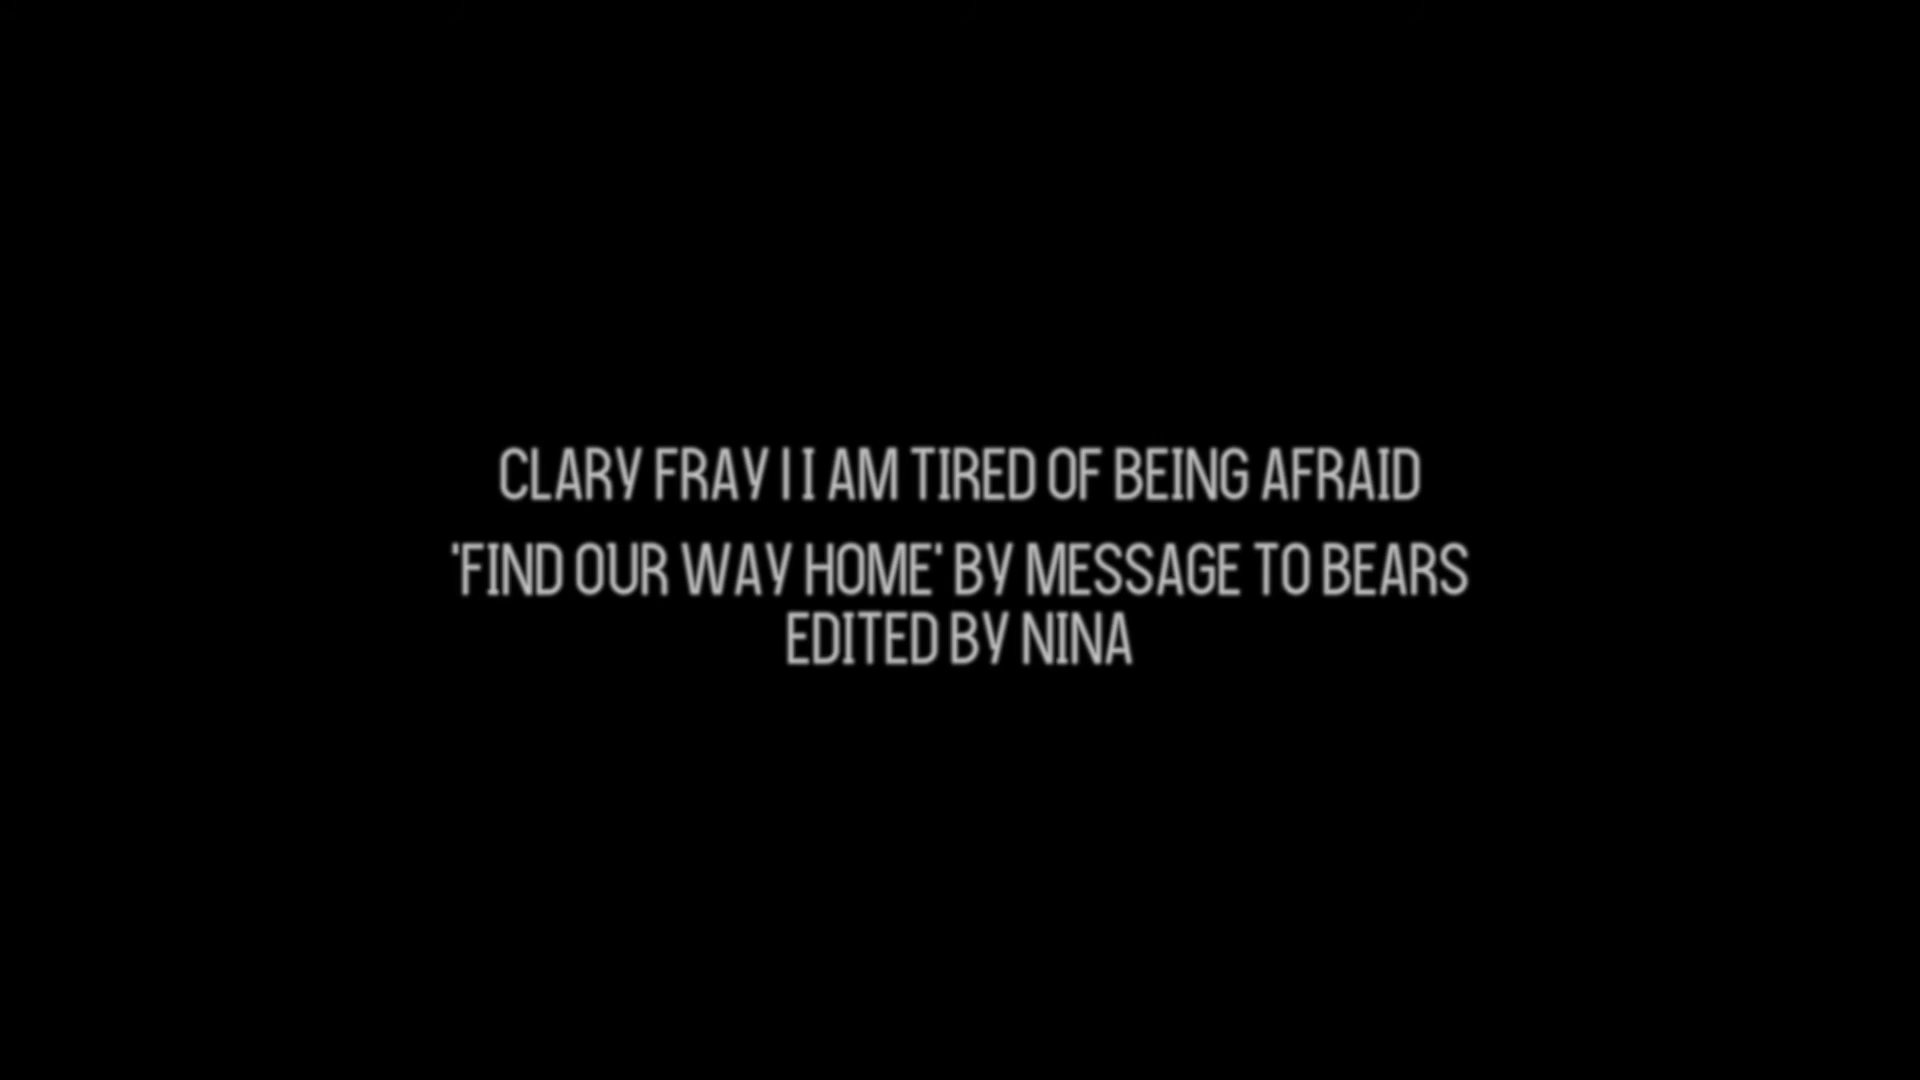 CLARY FRAY | I AM TIRED OF BEING AFRAID
'FIND OUR WAY HOME' BY MESSAGE TO BEARS
EDITED BY NINA